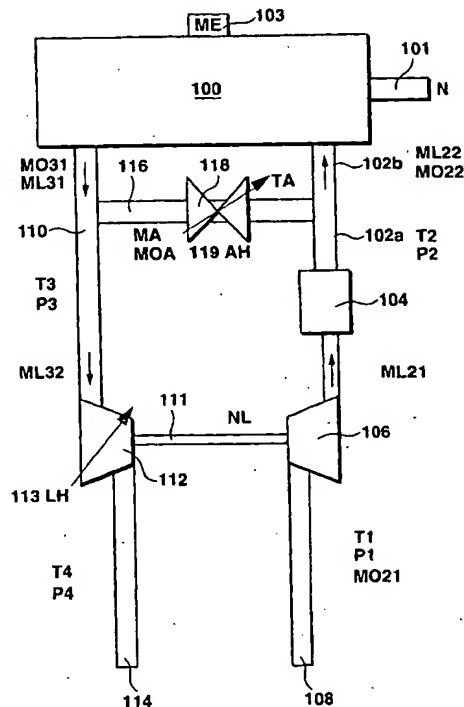 ME
103
101
100
N
MO31
ML31
116
118
TA
102b
ML22
MO22
110
MA
MOA
119 AH
102a
T2
P2
T3
P3
104
ML32
ML21
111
NL
106
112
113 LH
T1
P1
MO21
T4
P4
114
108